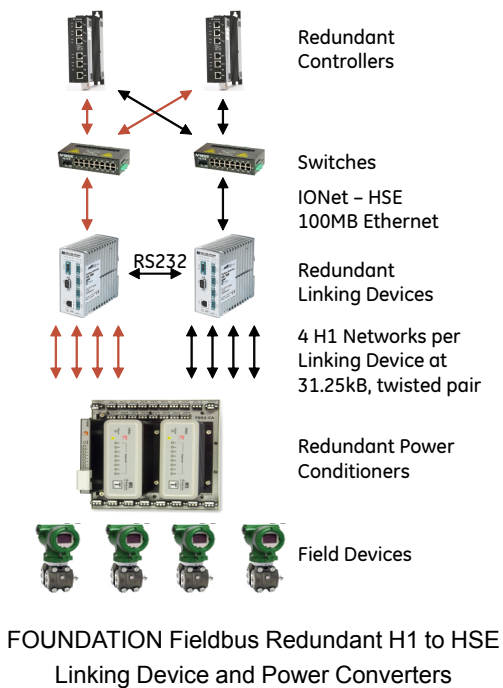 Redundant
Controllers
Switches
IONet – HSE
100MB Ethernet
RS232
Redundant
Linking Devices
4 H1 Networks per
Linking Device at
31.25kB, twisted pair
Redundant Power
Conditioners
Field Devices
FOUNDATION Fieldbus Redundant H1 to HSE
Linking Device and Power Converters